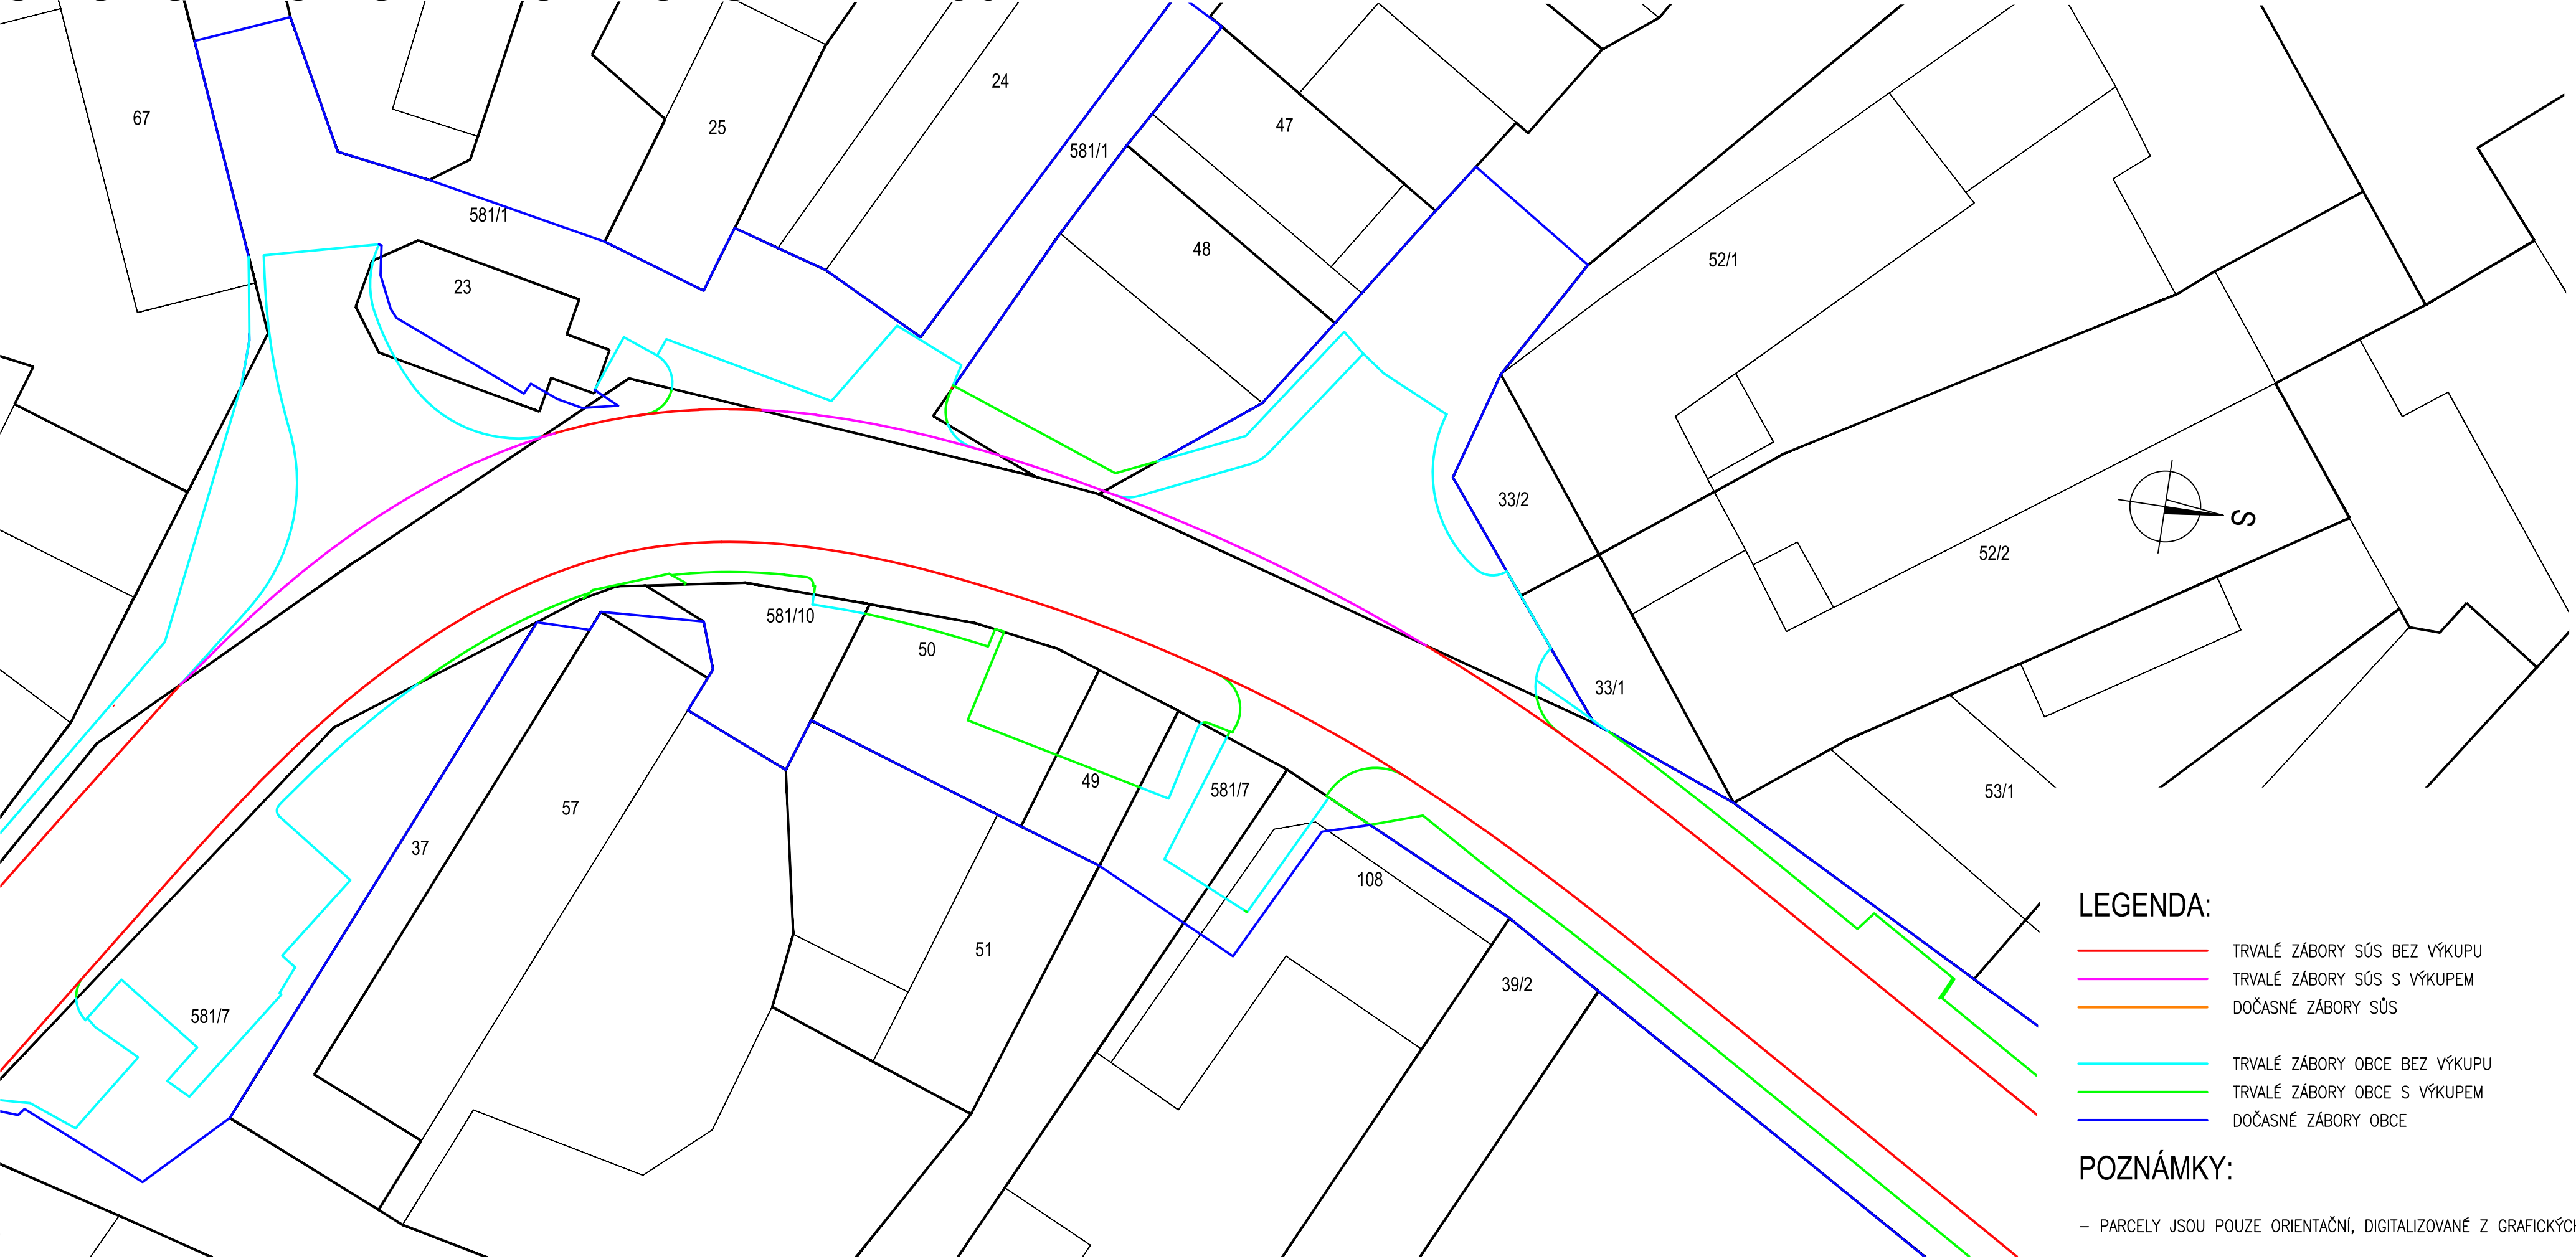 67
25
24
581/1
47
581/1
48
23
52/1
33/2
S
52/2
581/10
50
33/1
49
581/7
53/1
57
37
108
51
39/2
581/7
LEGENDA:
TRVALÉ ZÁBORY SÚS BEZ VÝKUPU
TRVALÉ ZÁBORY SÚS S VÝKUPEM
DOČASNÉ ZÁBORY SŮS
TRVALÉ ZÁBORY OBCE BEZ VÝKUPU
TRVALÉ ZÁBORY OBCE S VÝKUPEM
DOČASNÉ ZÁBORY OBCE
POZNÁMKY:
– PARCELY JSOU POUZE ORIENTAČNÍ, DIGITALIZOVANÉ Z